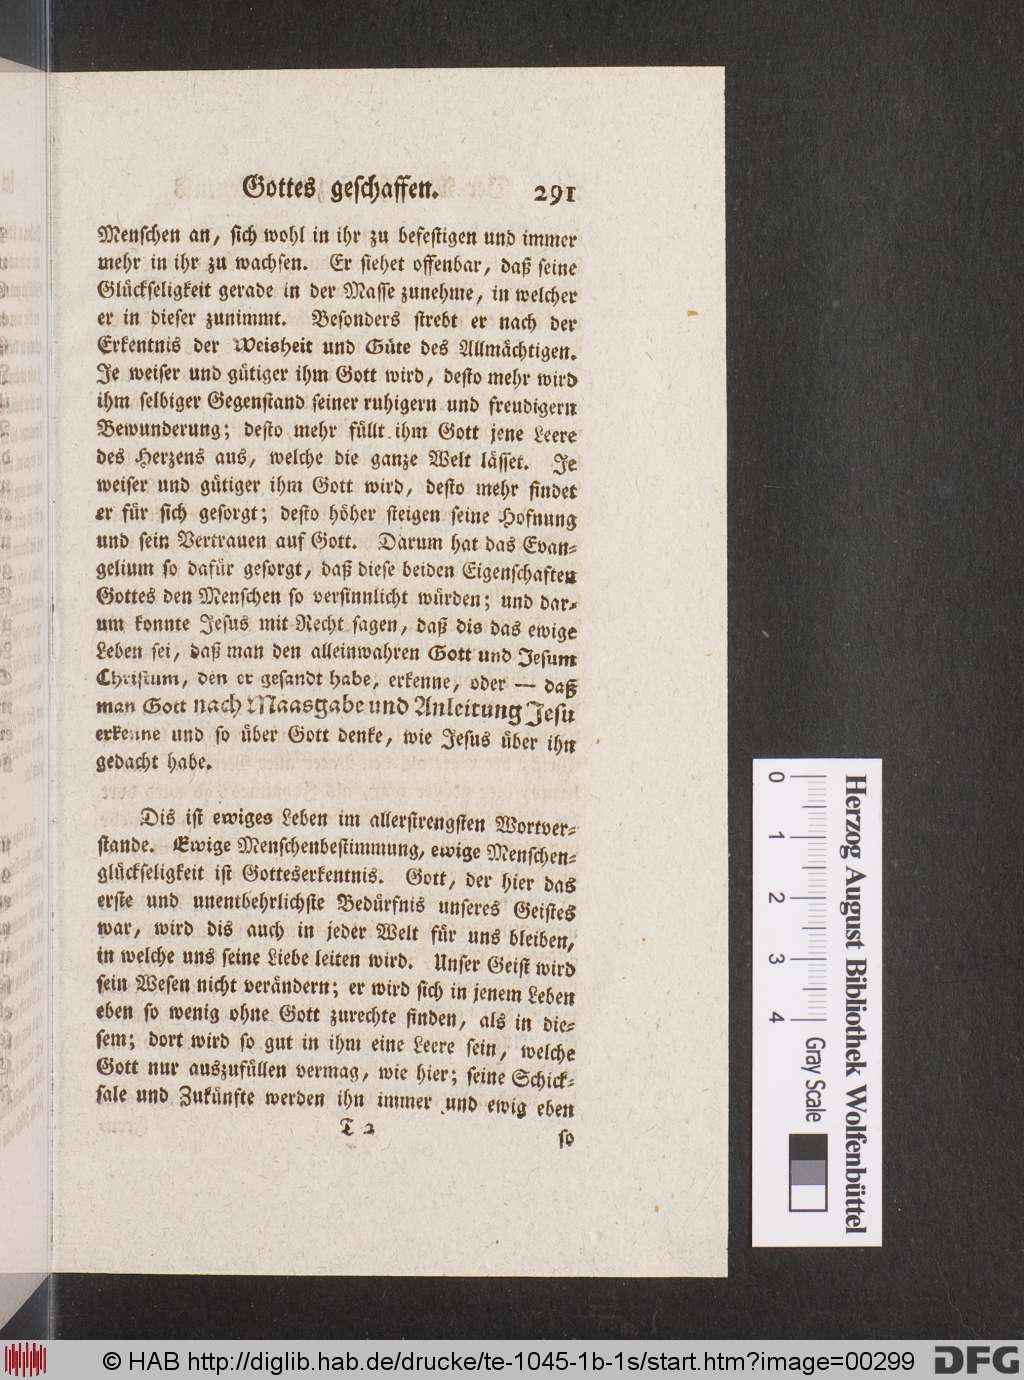 Gottes geschaffen. 291
Menschen an, sich wohl in ihr zu befestigen und immer
mehr in ihr zu wachsen. Er siehet offenbar, daß seine
Glückseligkeit gerade in der Masse zunehme, in welcher
er in dieser zunimmt. Besonders strebt er nach der
Erkentnis der Weisheit und Güte des Allmächtigen.
Je weiser und gütiger ihm Gott wird, desto mehr wird
ihm selbiger Gegenstand seiner ruhigern und freudigern
Bewunderung; desto mehr füllt ihm Gott jene Leere
des Herzens aus, welche die ganze Welt lässet. Je
weiser und gütiger ihm Gott wird, desto mehr findet
er für sich gesorgt; desto höher steigen seine Hofnung
und sein Vertrauen auf Gott. Darum hat das Evan-
gelium so dafür gesorgt, daß diese beiden Eigenschaften
Gottes den Menschen so versinnlicht würden; und dar-
um konnte Jesus mit Recht sagen, daß dis das ewige
Leben sei, daß man den alleinwahren Gott und Jesum
Christum, den er gesandt habe, erkenne, oder — daß
man Gott nach Maasgabe und Anleitung Jesu
erkenne und so über Gott denke, wie Jesus über ihn
gedacht habe.
Dis ist ewiges Leben im allerstrengsten Wortver-
stande. Ewige Menschenbestimmung, ewige Menschen-
glückseligkeit ist Gotteserkentnis. Gott, der hier das
erste und unentbehrlichste Bedürfnis unseres Geistes
war, wird dis auch in jeder Welt für uns bleiben,
in welche uns seine Liebe leiten wird. Unser Geist wird
sein Wesen nicht verändern; er wird sich in jenem Leben
eben so wenig ohne Gott zurechte finden, als in die-
sem; dort wird so gut in ihm eine Leere sein, welche
Gott nur auszufüllen vermag, wie hier; seine Schick-
sale und Zukünfte werden ihn immer und ewig eben
T 2
so
0 1 2 3 4 Gray Scale
Herzog August Bibliothek Wolfenbüttel
© HAB http://diglib.hab.de/drucke/te-1045-1b-1s/start.htm?image=00299
DFG